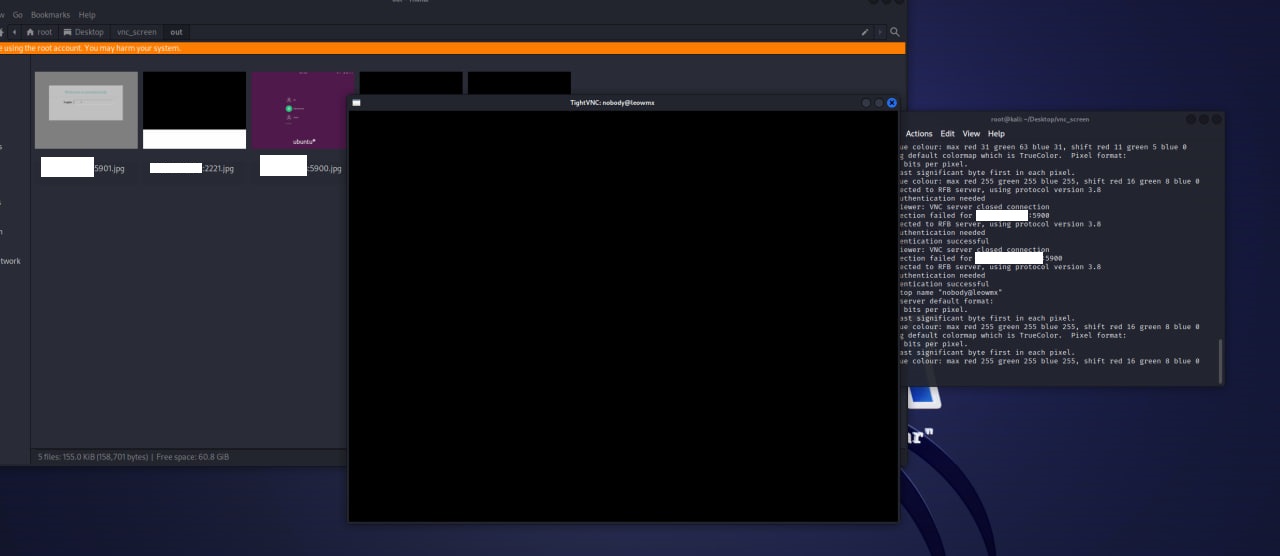 Go Bookmarks Help
root Desktop vnc_screen out
using the root account. You may harm your system.
:5901.jpg
:2221.jpg
:5900.jpg
ubuntu
twork
5 files: 155.0 KiB (158,701 bytes) | Free space: 60.8 GiB
TightVNC: nobody@leowmx
root@kali: ~/Desktop/vnc_screen
Actions Edit View Help
ue colour: max red 31 green 63 blue 31, shift red 11 green 5 blue 0
g default colormap which is TrueColor. Pixel format:
bits per pixel.
ast significant byte first in each pixel.
ue colour: max red 255 green 255 blue 255, shift red 16 green 8 blue 0
ected to RFB server, using protocol version 3.8
uthentication needed
iewer: VNC server closed connection
ection failed for :5900
ected to RFB server, using protocol version 3.8
uthentication needed
entication successful
iewer: VNC server closed connection
ection failed for :5900
ected to RFB server, using protocol version 3.8
uthentication needed
entication successful
top name "nobody@leowmx"
server default format:
bits per pixel.
ast significant byte first in each pixel.
ue colour: max red 255 green 255 blue 255, shift red 16 green 8 blue 0
g default colormap which is TrueColor. Pixel format:
bits per pixel.
ast significant byte first in each pixel.
ue colour: max red 255 green 255 blue 255, shift red 16 green 8 blue 0
ar"